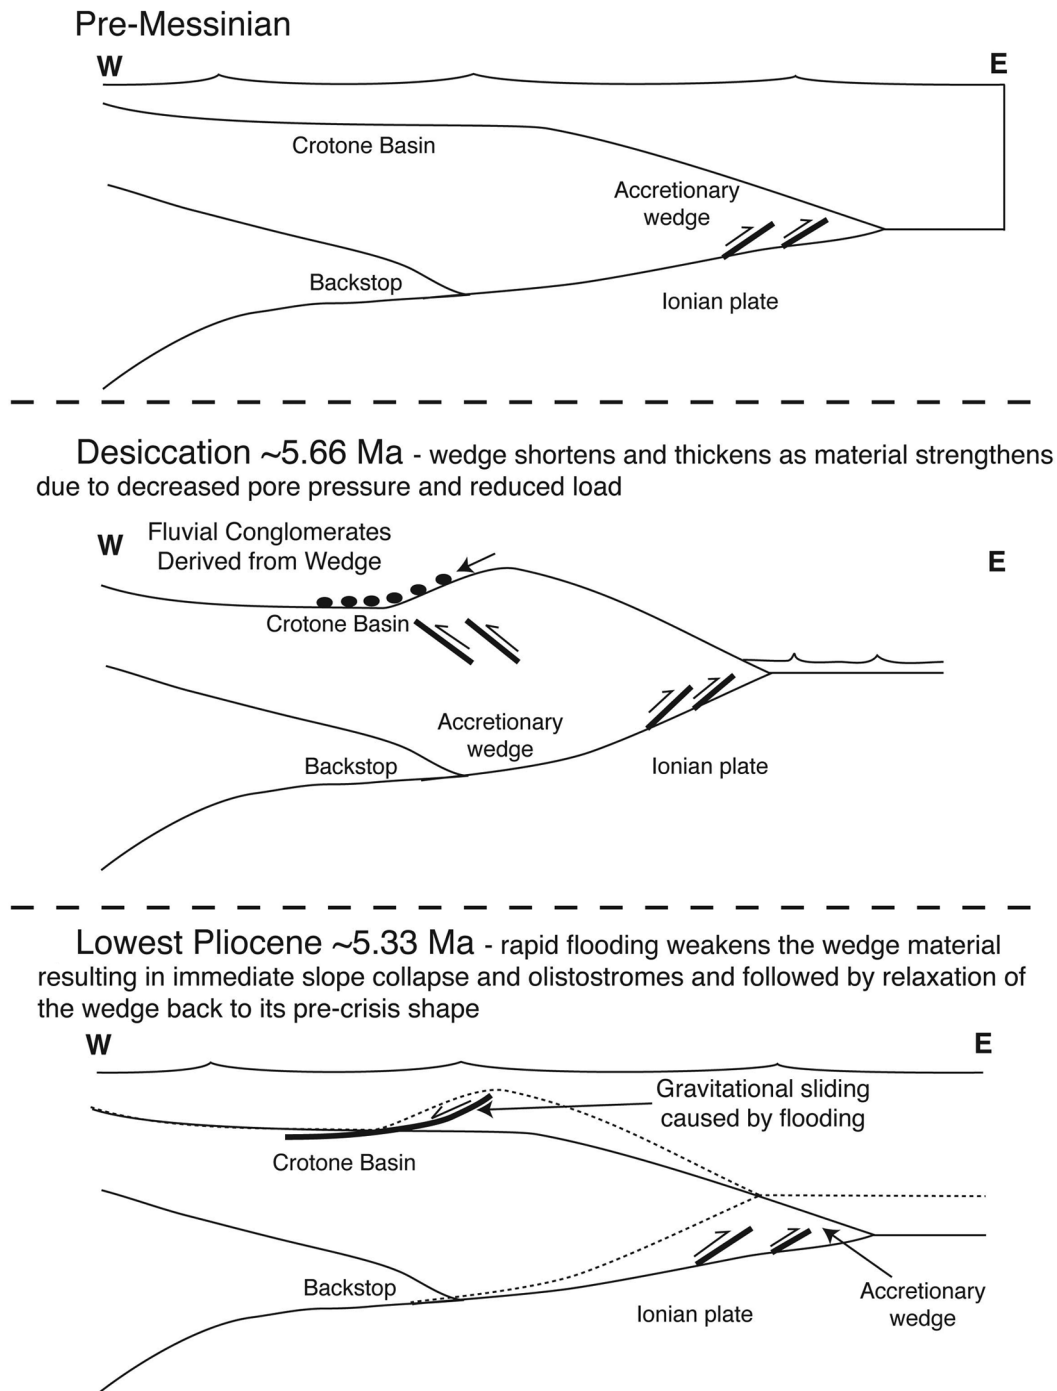 Pre-Messinian
W
E
Crotone Basin
Accretionary
wedge
Backstop
Ionian plate
Desiccation ~5.66 Ma - wedge shortens and thickens as material strengthens
due to decreased pore pressure and reduced load
Fluvial Conglomerates
Derived from Wedge
W
E
Crotone Basin
Accretionary
wedge
Backstop
Ionian plate
Lowest Pliocene ~5.33 Ma - rapid flooding weakens the wedge material
resulting in immediate slope collapse and olistostromes and followed by relaxation of
the wedge back to its pre-crisis shape
W
E
Gravitational sliding
caused by flooding
Crotone Basin
Backstop
Ionian plate
Accretionary
wedge